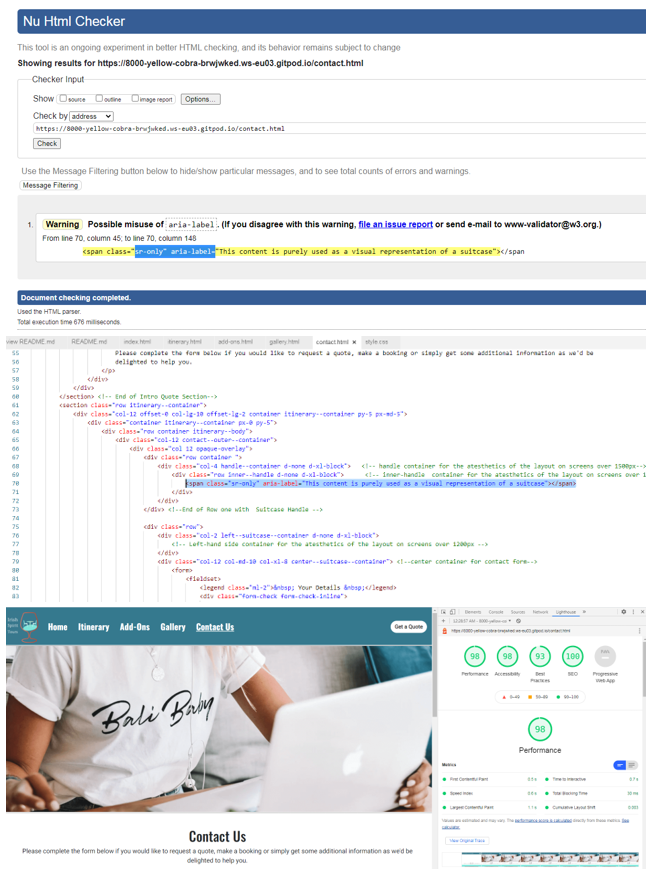 Nu Html Checker
This tool is an ongoing experiment in better HTML checking, and its behavior remains subject to change
Showing results for https://8000-yellow-cobra-brwjwked.ws-eu03.gitpod.io/contact.html
Checker Input
Show source outline image report Options...
Check by address
https://8000-yellow-cobra-brwjwked.ws-eu03.gitpod.io/contact.html
Check
Use the Message Filtering button below to hide/show particular messages, and to see total counts of errors and warnings.
Message Filtering
1. Warning Possible misuse of aria-label. (If you disagree with this warning, file an issue report or send e-mail to www-validator@w3.org.)
From line 70, column 45; to line 70, column 148
<span class="sr-only" aria-label="This content is purely used as a visual representation of a suitcase"></span
Document checking completed.
Used the HTML parser.
Total execution time 676 milliseconds.
view README.md README.md index.html itinerary.html add-ons.html gallery.html contact.html style.css
55 Please complete the form below if you would like to request a quote, make a booking or simply get some additional information as we'd be
56 delighted to help you.
57 </p>
58 </div>
59 </div>
60 </section> <!-- End of Intro Quote Section-->
61 <section class="row itinerary--container">
62 <div class="col-12 offset-0 col-lg-10 offset-lg-2 container itinerary--container py-5 px-md-5">
63 <div class="container itinerary--container px-0 py-5">
64 <div class="row container itinerary--body">
65 <div class="col-12 contact--outer--container">
66 <div class="col 12 opaque-overlay">
67 <div class="row container ">
68 <div class="col-4 handle--container d-none d-xl-block"> <!-- handle container for the atesthetics of the layout on screens over 1500px-->
69 <div class="row inner--handle d-none d-xl-block"> <!-- inner-handle container for the atesthetics of the layout on screens over 1
70 <span class="sr-only" aria-label="This content is purely used as a visual representation of a suitcase"></span>
71 </div>
72 </div>
73 </div> <!--End of Row one with Suitcase Handle -->
74
75 <div class="row">
76 <div class="col-2 left--suitcase--container d-none d-xl-block">
77 <!-- Left-hand side container for the atesthetics of the layout on screens over 1200px -->
78 </div>
79 <div class="col-12 col-md-10 col-xl-8 center--suitcase--container"> <!--center container for contact form-->
80 <form>
81 <fieldset>
82 <legend class="ml-2">&nbsp; Your Details &nbsp;</legend>
83 <div class="form-check form-check-inline">
Home Itinerary Add-Ons Gallery Contact Us Get a Quote
Bali Baby
Contact Us
Please complete the form below if you would like to request a quote, make a booking or simply get some additional information as we'd be
delighted to help you.
Elements Console Sources Network Lighthouse
https://8000-yellow-cobra-brwjwked.ws-eu03.gitpod.io/contact.html
98 98 93 100
Performance Accessibility Best Practices SEO Progressive Web App
0–49 50–89 90–100
98
Performance
Metrics
First Contentful Paint 0.5 s Time to Interactive 0.7 s
Speed Index Total Blocking Time
Largest Contentful Paint 1.1 s Cumulative Layout Shift 0.003
Values are estimated and may vary. The performance score is calculated directly from these metrics. See
calculator.
View Original Trace